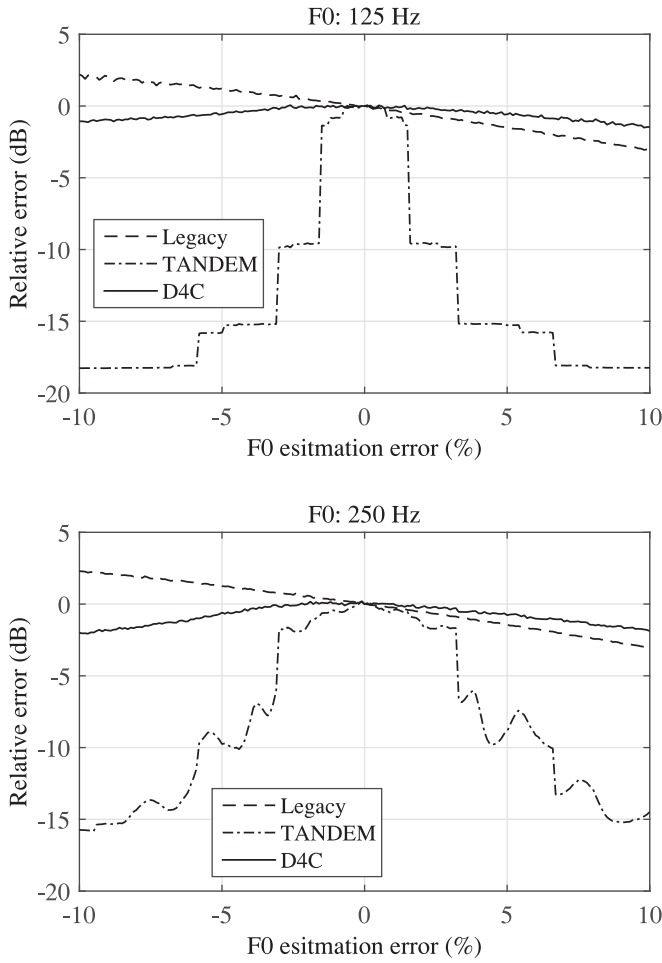 F0: 125 Hz
5
0
-5
-10
-15
-20
Relative error (dB)
Legacy
TANDEM
D4C
-10
-5
0
5
10
F0 esitmation error (%)
F0: 250 Hz
5
0
-5
-10
-15
-20
Relative error (dB)
Legacy
TANDEM
D4C
-10
-5
0
5
10
F0 esitmation error (%)